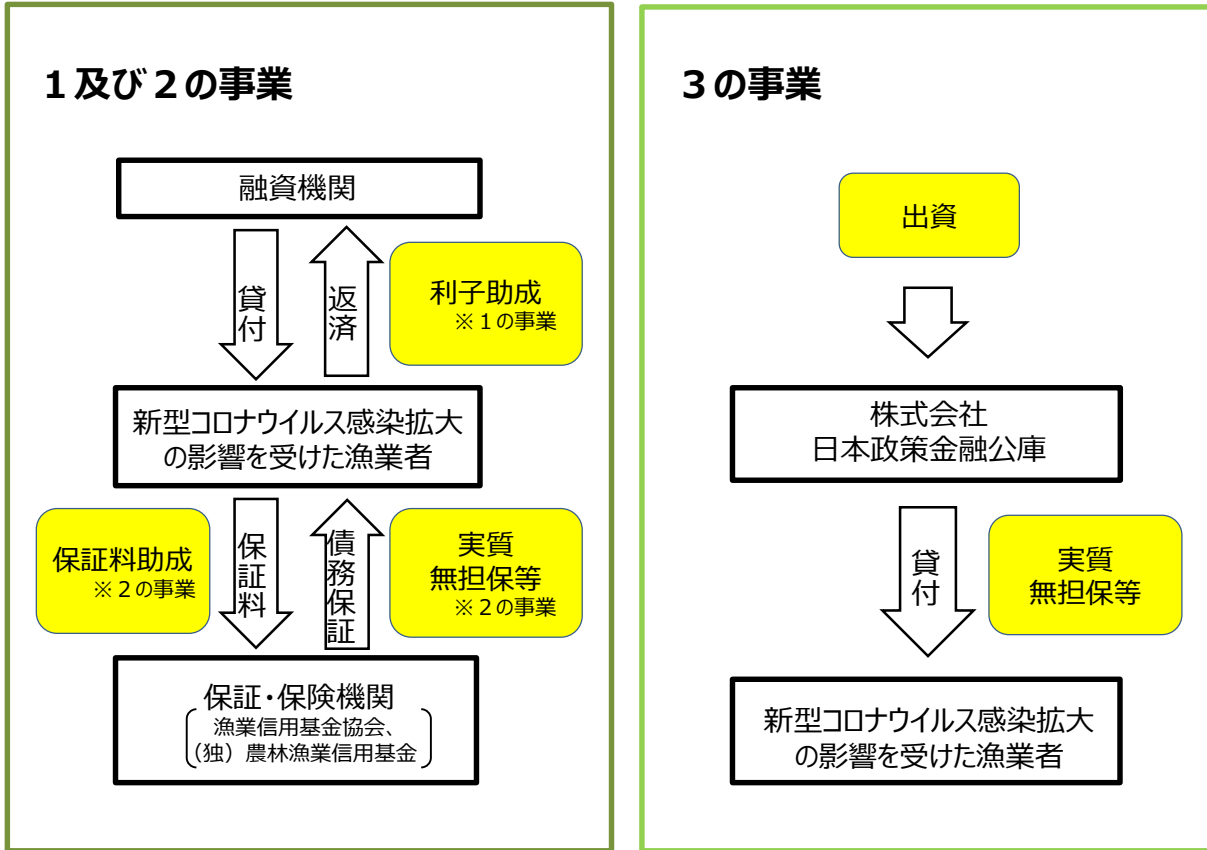 １及び２の事業
融資機関
貸付
返済
利子助成
※１の事業
新型コロナウイルス感染拡大
の影響を受けた漁業者
保証料助成
※２の事業
保証料
債務保証
実質
無担保等
※２の事業
保証・保険機関
漁業信用基金協会、
（独）農林漁業信用基金
３の事業
出資
株式会社
日本政策金融公庫
貸付
実質
無担保等
新型コロナウイルス感染拡大
の影響を受けた漁業者